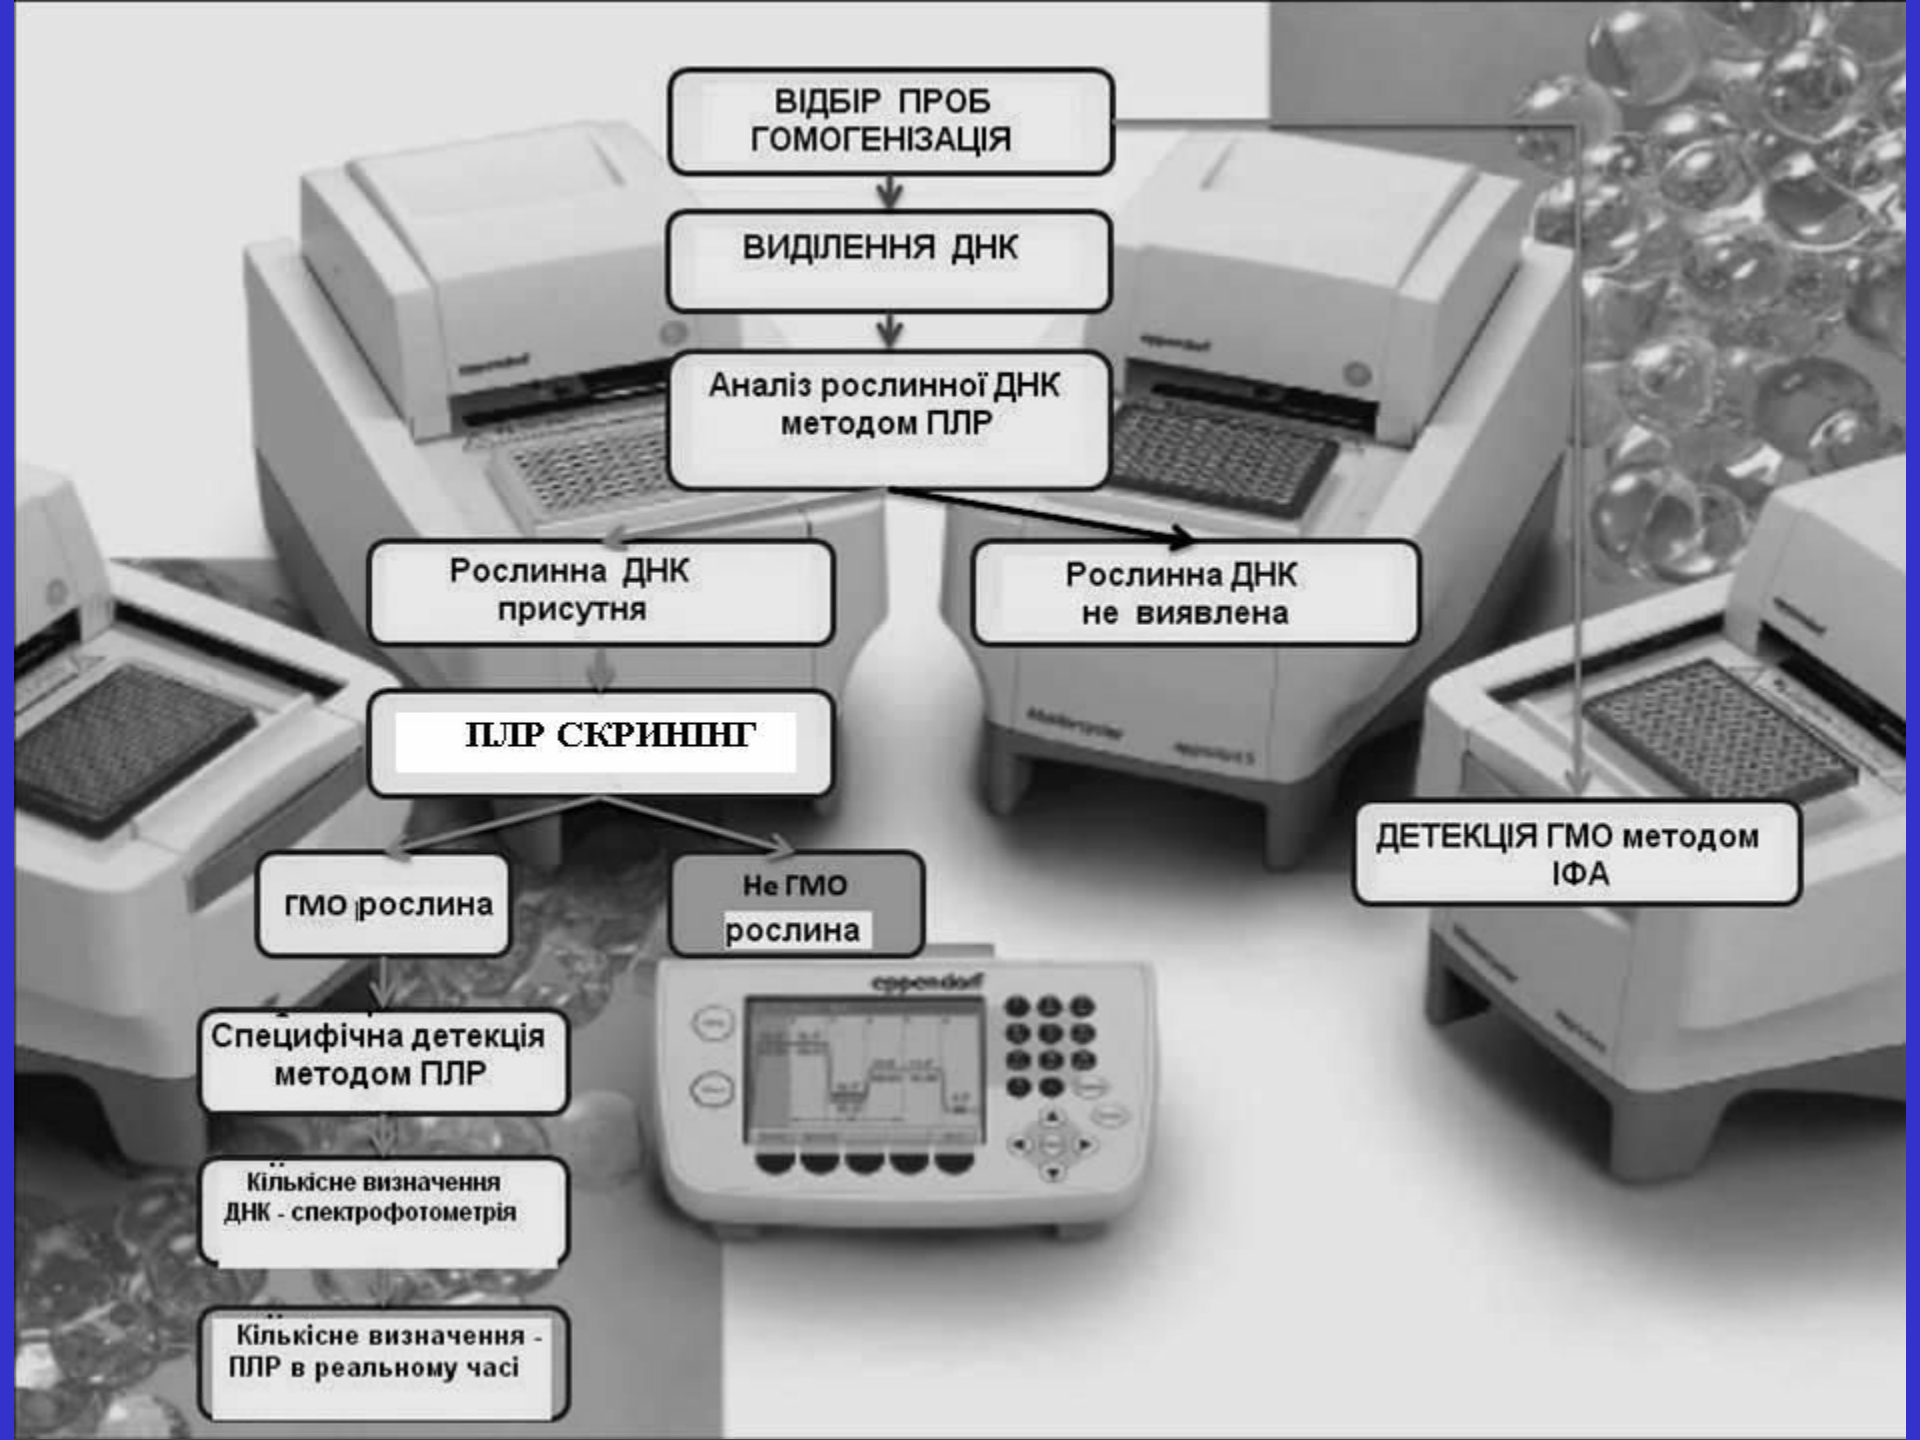 ВІДБІР ПРОБ
ГОМОГЕНІЗАЦІЯ
ВИДІЛЕННЯ ДНК
Аналіз рослинної ДНК
методом ПЛР
Рослинна ДНК
присутня
Рослинна ДНК
не виявлена
ПЛР СКРИНІНГ
ДЕТЕКЦІЯ ГМО методом
ІФА
ГМО рослина
Не ГМО
рослина
Специфічна детекція
методом ПЛР
Кількісне визначення
ДНК - спектрофотометрія
Кількісне визначення -
ПЛР в реальному часі
eppendorf
eppendorf